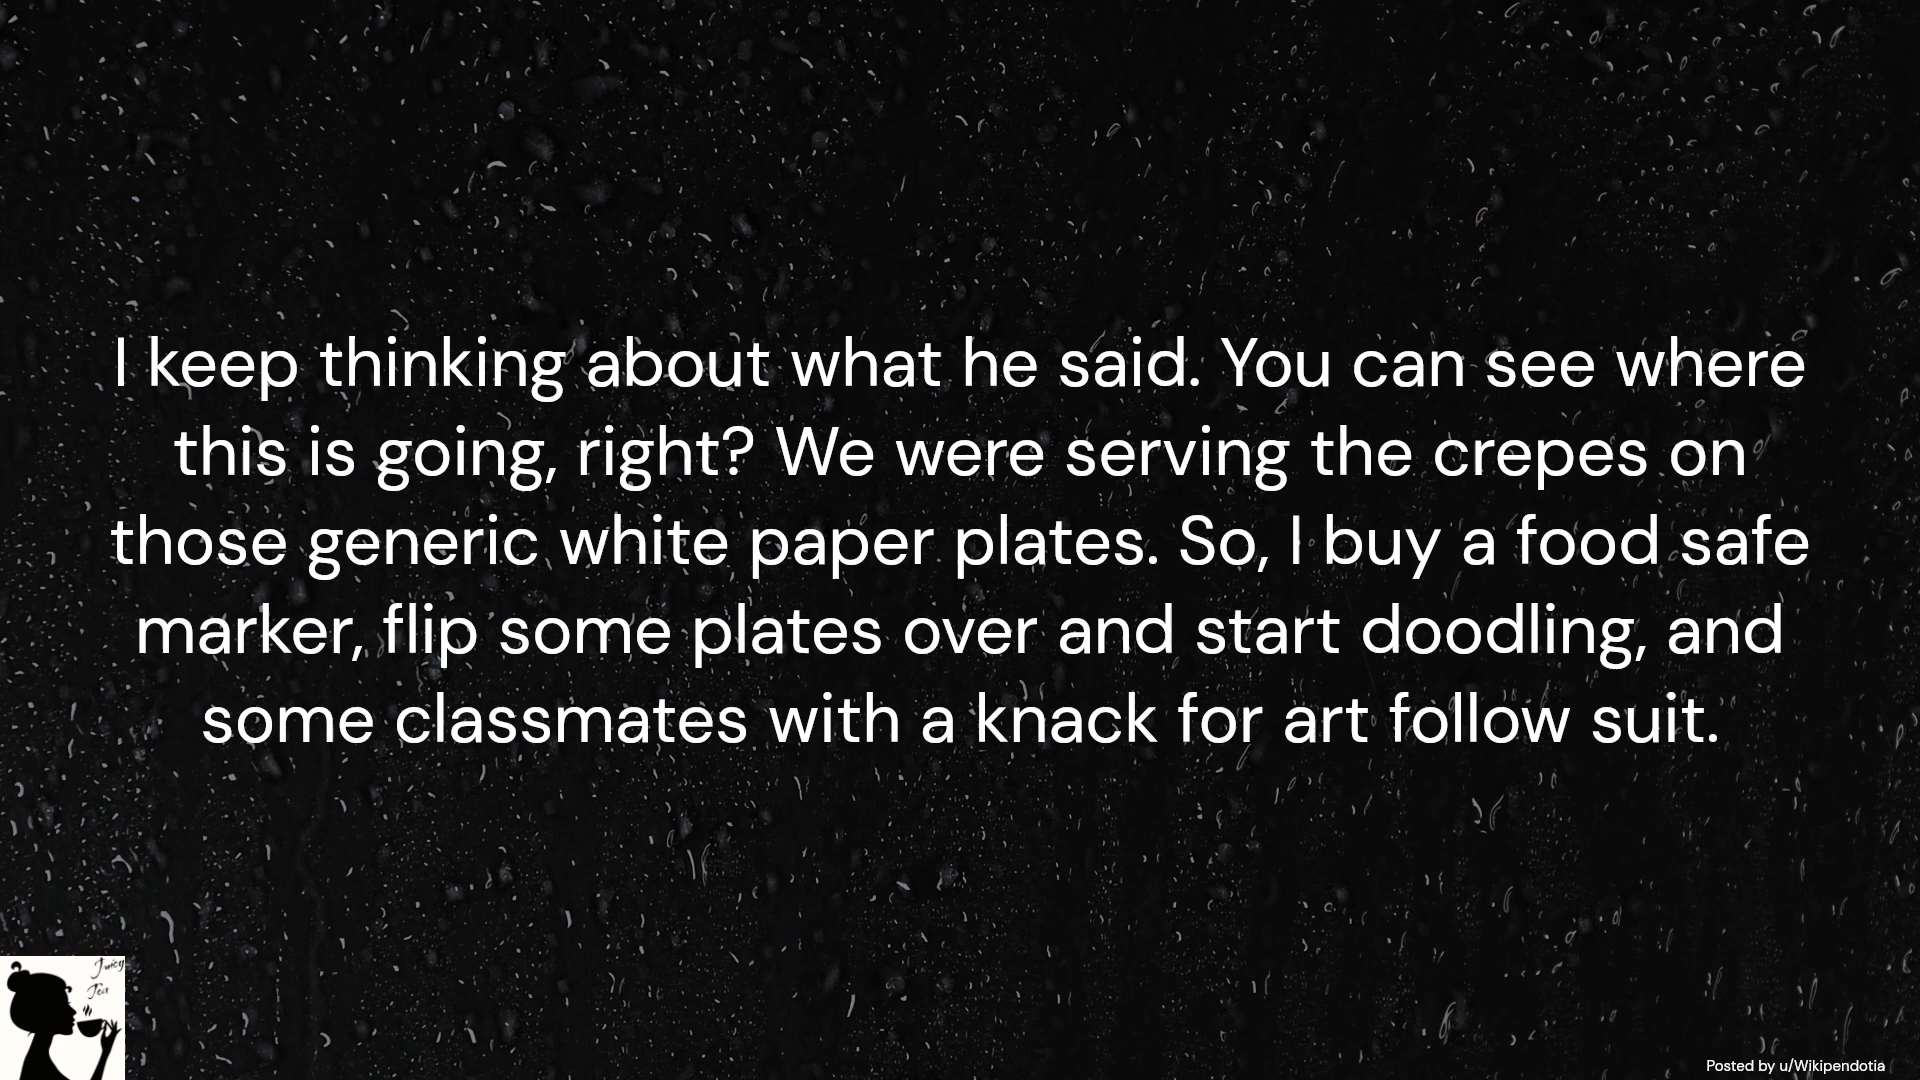 I keep thinking about what he said. You can see where
this is going, right? We were serving the crepes on
those generic white paper plates. So, I buy a food safe
marker, flip some plates over and start doodling, and
some classmates with a knack for art follow suit.
Juicy
Tea
Posted by u/Wikipendotia